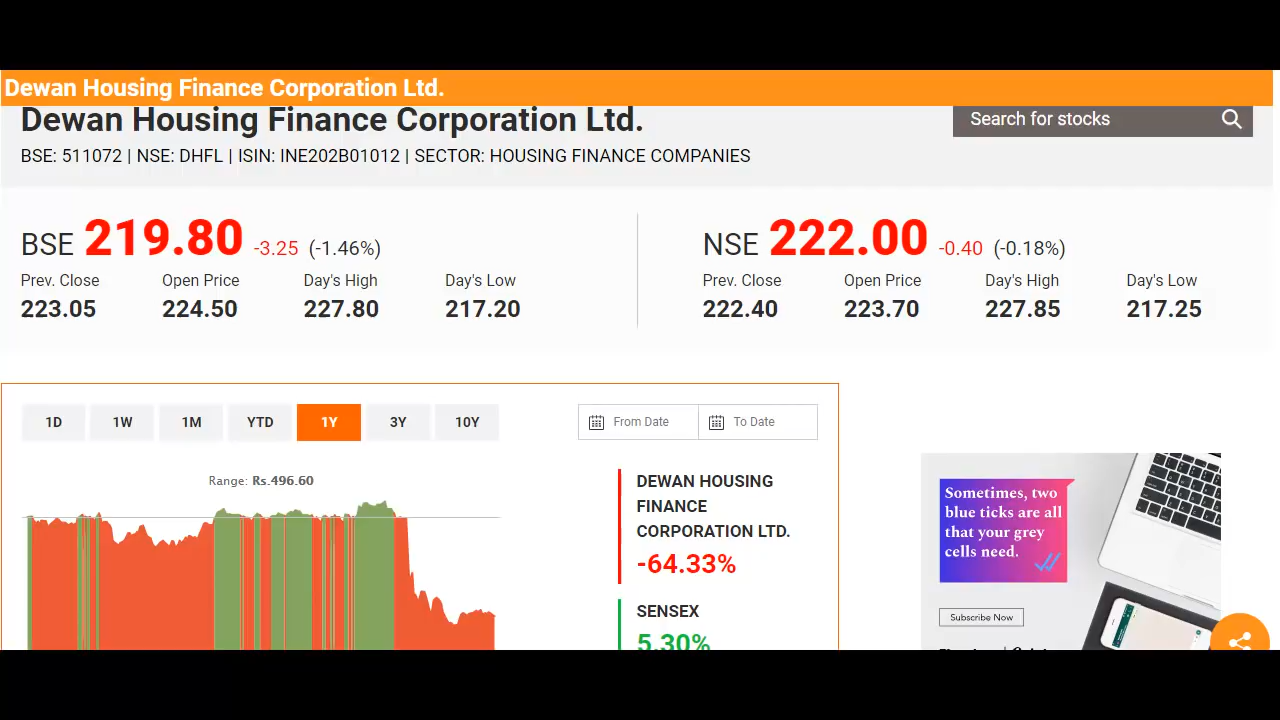 Dewan Housing Finance Corporation Ltd.
Dewan Housing Finance Corporation Ltd.
Search for stocks
BSE: 511072 | NSE: DHFL | ISIN: INE202B01012 | SECTOR: HOUSING FINANCE COMPANIES
BSE 219.80 -3.25 (-1.46%)
Prev. Close Open Price Day's High Day's Low
223.05 224.50 227.80 217.20
NSE 222.00 -0.40 (-0.18%)
Prev. Close Open Price Day's High Day's Low
222.40 223.70 227.85 217.25
1D 1W 1M YTD 1Y 3Y 10Y
From Date To Date
Range: Rs.496.60
DEWAN HOUSING
FINANCE
CORPORATION LTD.
-64.33%
SENSEX
5.30%
Sometimes, two
blue ticks are all
that your grey
cells need.
Subscribe Now